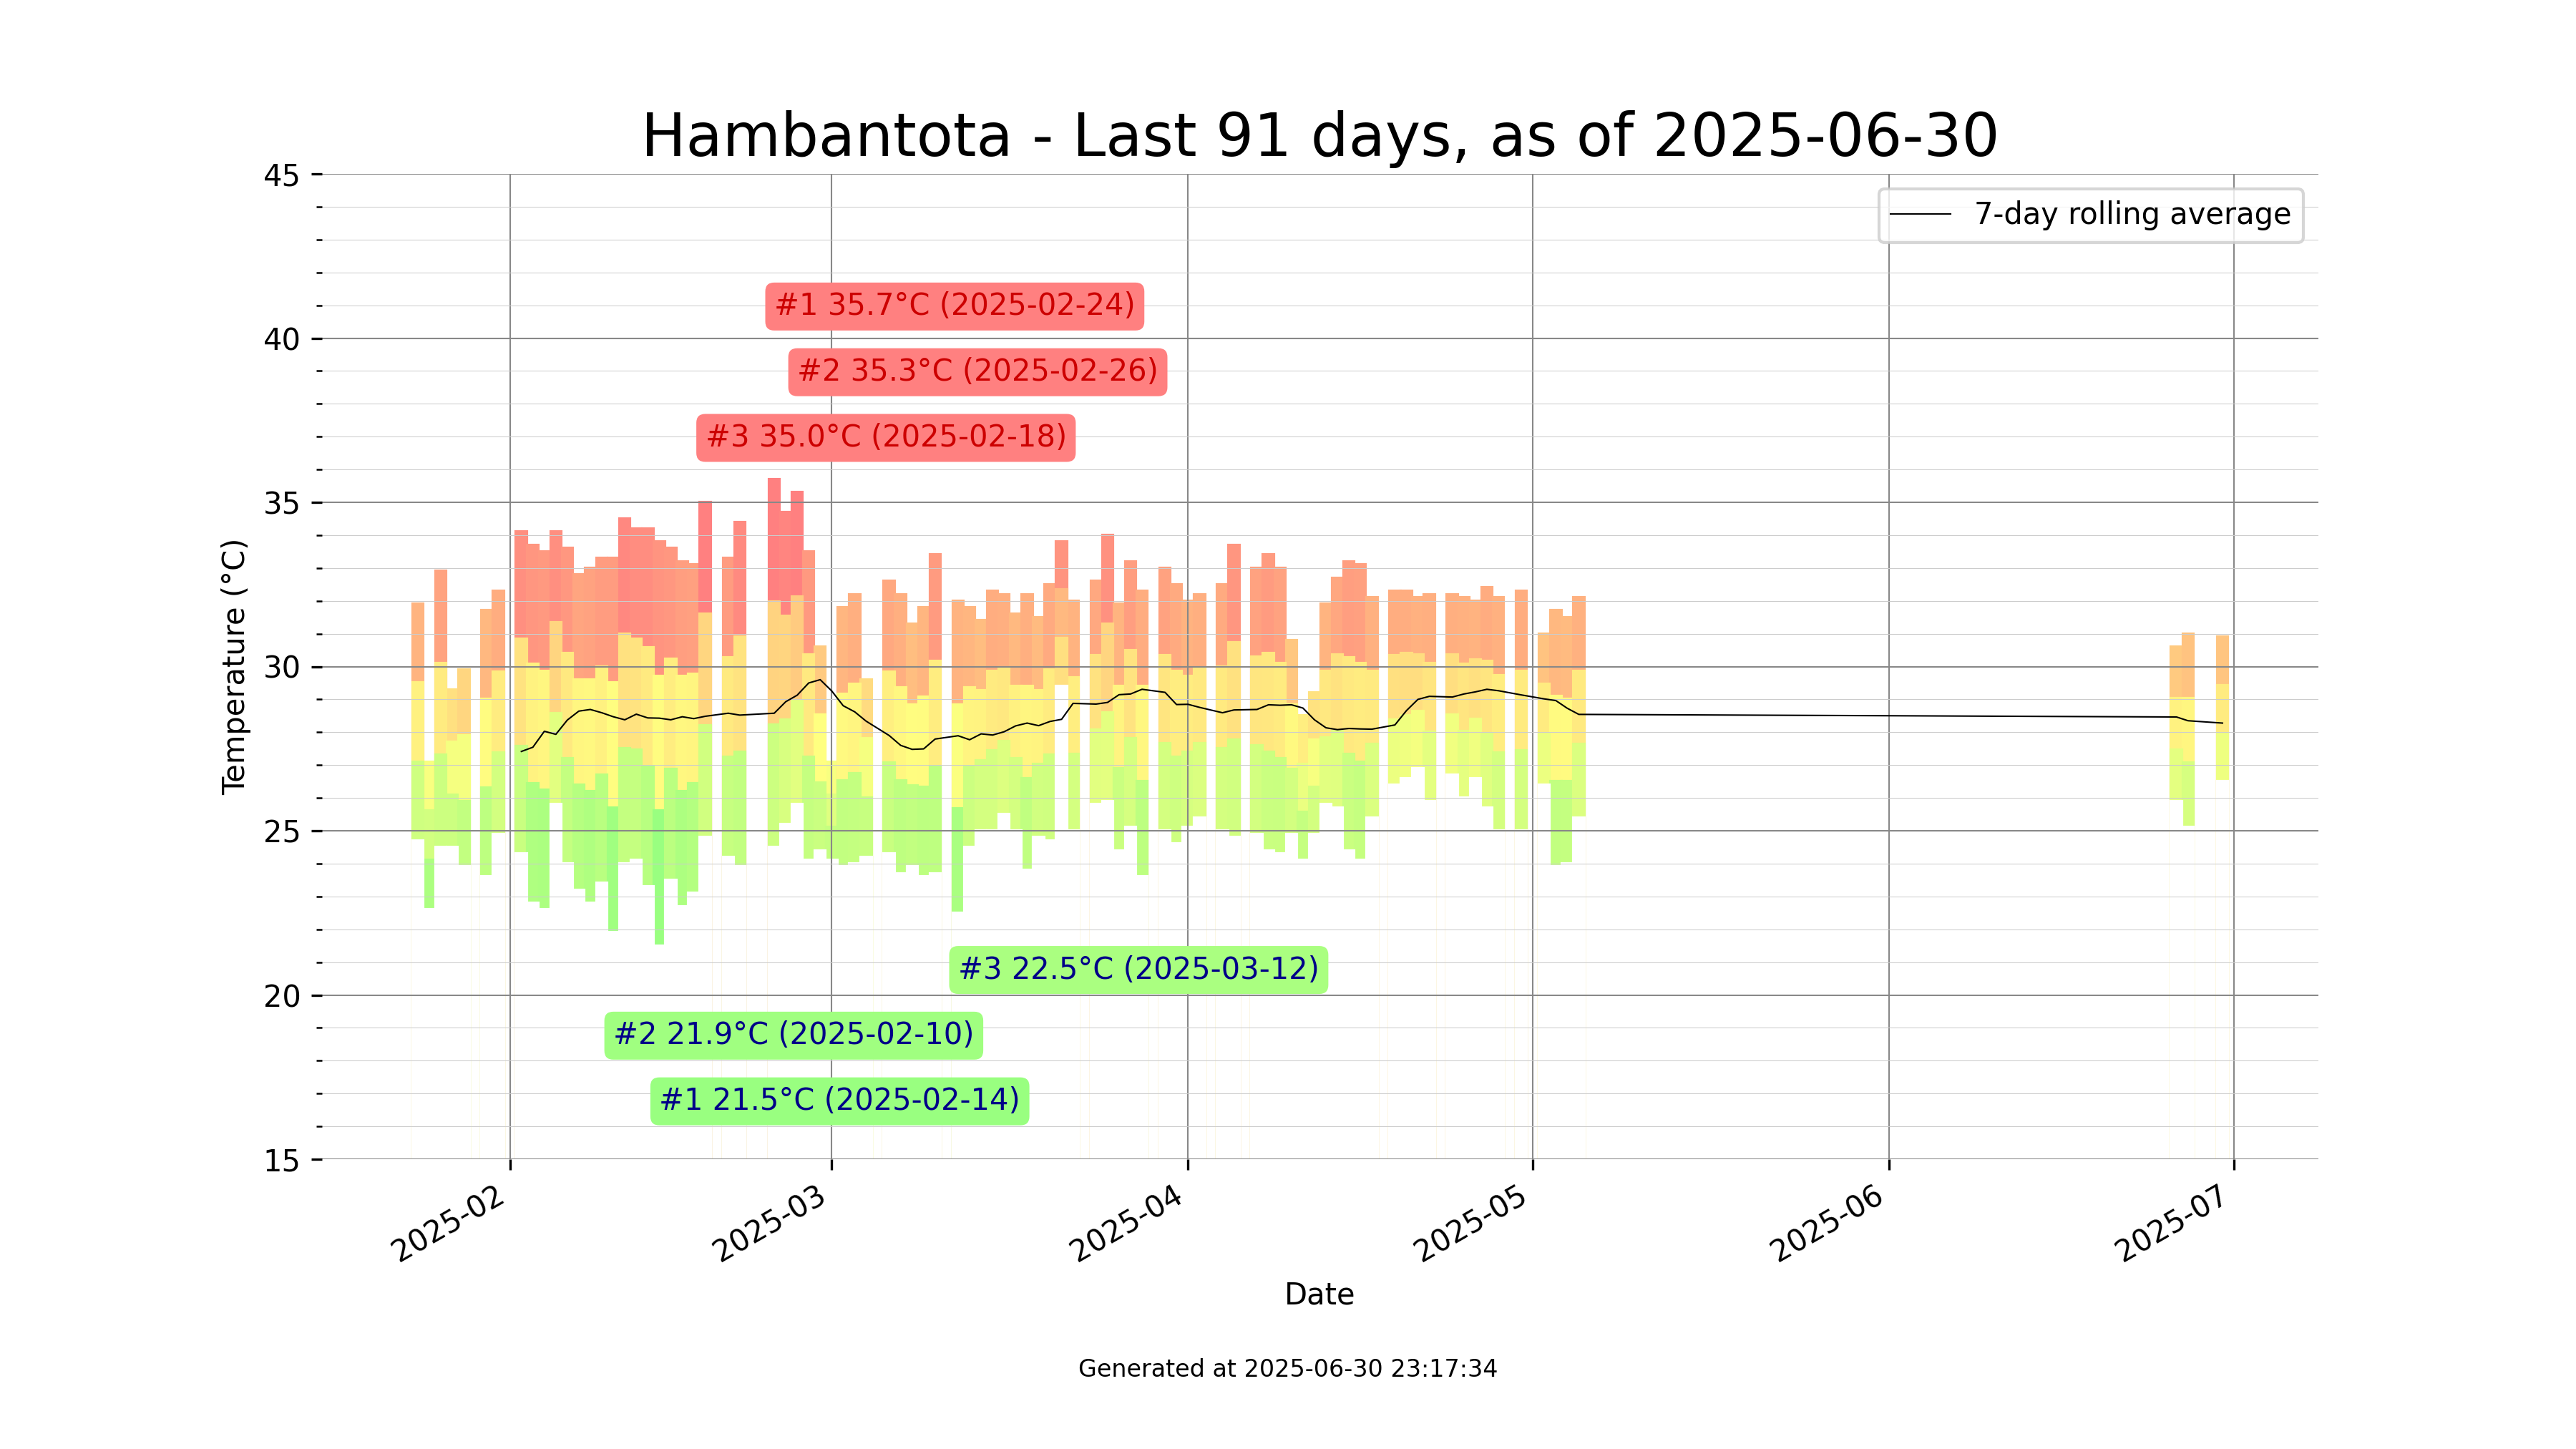 Hambantota - Last 91 days, as of 2025-06-30
45
7-day rolling average
#1 35.7°C (2025-02-24)
40
#2 35.3°C (2025-02-26)
#3 35.0°C (2025-02-18)
35
Temperature (°C)
30
25
#3 22.5°C (2025-03-12)
20
#2 21.9°C (2025-02-10)
#1 21.5°C (2025-02-14)
15
2025-02
2025-03
2025-04
2025-05
2025-06
2025-07
Date
Generated at 2025-06-30 23:17:34